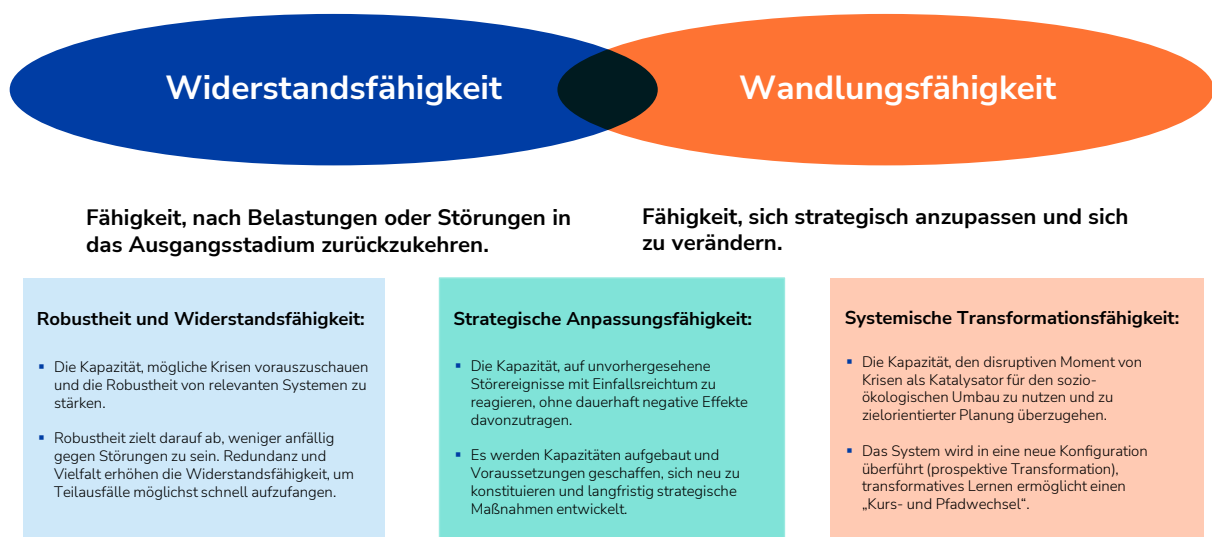 Widerstandsfähigkeit
Wandlungsfähigkeit
Fähigkeit, nach Belastungen oder Störungen in
das Ausgangsstadium zurückzukehren.
Fähigkeit, sich strategisch anzupassen und sich
zu verändern.
Robustheit und Widerstandsfähigkeit:
▪ Die Kapazität, mögliche Krisen vorauszuschauen
und die Robustheit von relevanten Systemen zu
stärken.
▪ Robustheit zielt darauf ab, weniger anfällig
gegen Störungen zu sein. Redundanz und
Vielfalt erhöhen die Widerstandsfähigkeit, um
Teilausfälle möglichst schnell aufzufangen.
Strategische Anpassungsfähigkeit:
▪ Die Kapazität, auf unvorhergesehene
Störereignisse mit Einfallsreichtum zu
reagieren, ohne dauerhaft negative Effekte
davonzutragen.
▪ Es werden Kapazitäten aufgebaut und
Voraussetzungen geschaffen, sich neu zu
konstituieren und langfristig strategische
Maßnahmen entwickelt.
Systemische Transformationsfähigkeit:
▪ Die Kapazität, den disruptiven Moment von
Krisen als Katalysator für den sozio-
ökologischen Umbau zu nutzen und zu
zielorientierter Planung überzugehen.
▪ Das System wird in eine neue Konfiguration
überführt (prospektive Transformation),
transformatives Lernen ermöglicht einen
„Kurs- und Pfadwechsel“.